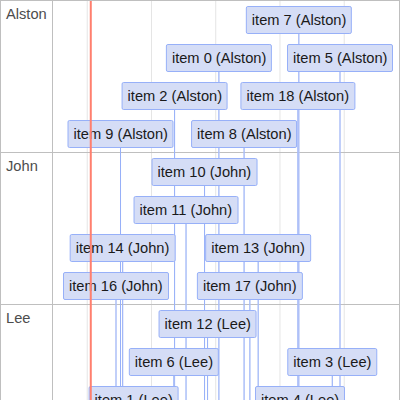 Alston
item 7 (Alston)
item 0 (Alston)
item 5 (Alston)
item 2 (Alston)
item 18 (Alston)
item 9 (Alston)
item 8 (Alston)
John
item 10 (John)
item 11 (John)
item 14 (John)
item 13 (John)
item 16 (John)
item 17 (John)
Lee
item 12 (Lee)
item 6 (Lee)
item 3 (Lee)
item 1 (Lee)
item 4 (Lee)